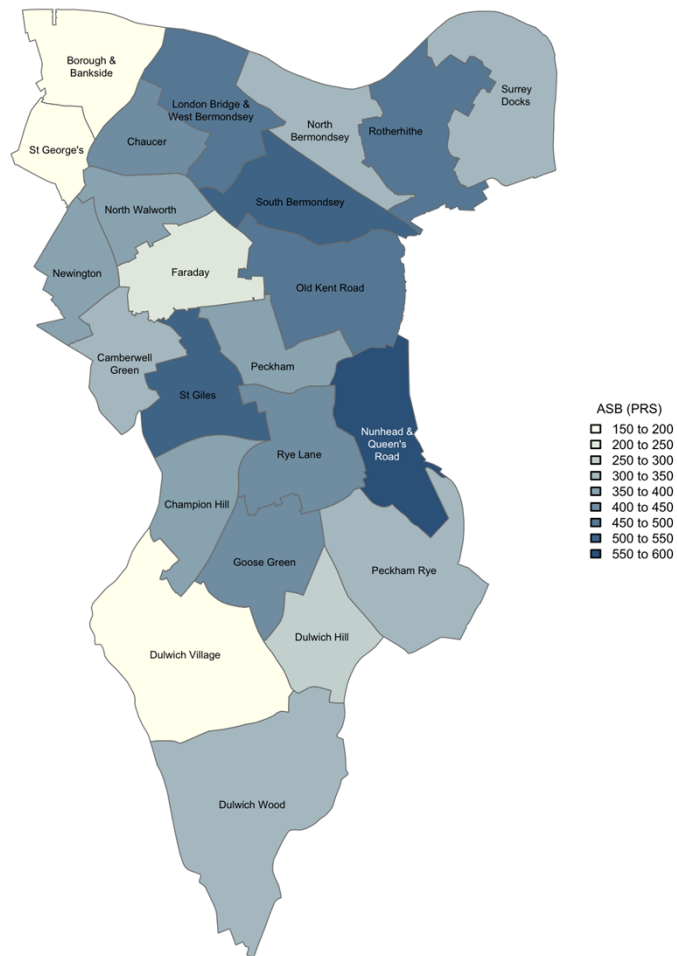 Borough &
Bankside
London Bridge &
West Bermondsey
Surrey
Docks
North
Bermondsey
Rotherhithe
Chaucer
St George's
South Bermondsey
North Walworth
Newington
Faraday
Old Kent Road
Camberwell
Green
Peckham
St Giles
Nunhead &
Queen's
Road
Rye Lane
Champion Hill
Goose Green
Peckham Rye
Dulwich Hill
Dulwich Village
Dulwich Wood
ASB (PRS)
150 to 200
200 to 250
250 to 300
300 to 350
350 to 400
400 to 450
450 to 500
500 to 550
550 to 600